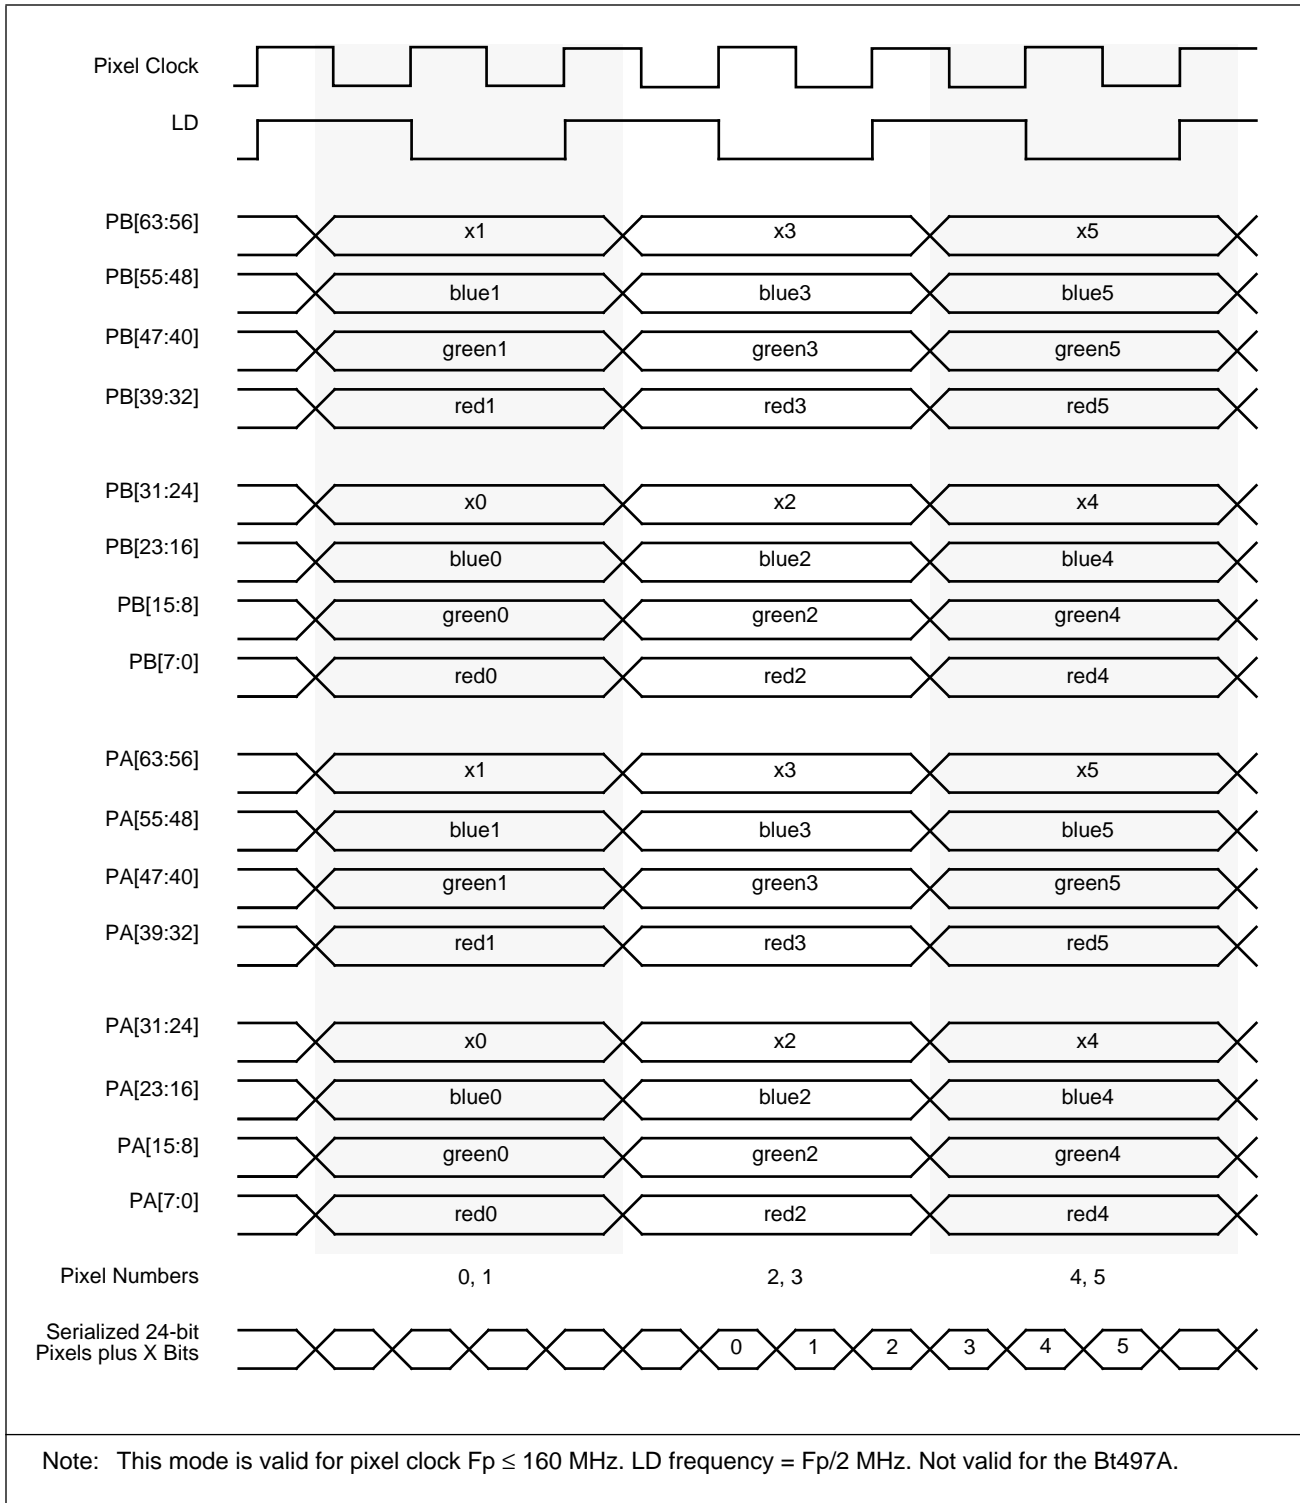 Pixel Clock
LD
PB[63:56] x1 x3 x5
PB[55:48] blue1 blue3 blue5
PB[47:40] green1 green3 green5
PB[39:32] red1 red3 red5
PB[31:24] x0 x2 x4
PB[23:16] blue0 blue2 blue4
PB[15:8] green0 green2 green4
PB[7:0] red0 red2 red4
PA[63:56] x1 x3 x5
PA[55:48] blue1 blue3 blue5
PA[47:40] green1 green3 green5
PA[39:32] red1 red3 red5
PA[31:24] x0 x2 x4
PA[23:16] blue0 blue2 blue4
PA[15:8] green0 green2 green4
PA[7:0] red0 red2 red4
Pixel Numbers 0, 1 2, 3 4, 5
Serialized 24-bit
Pixels plus X Bits 0 1 2 3 4 5
Note: This mode is valid for pixel clock Fp ≤ 160 MHz. LD frequency = Fp/2 MHz. Not valid for the Bt497A.